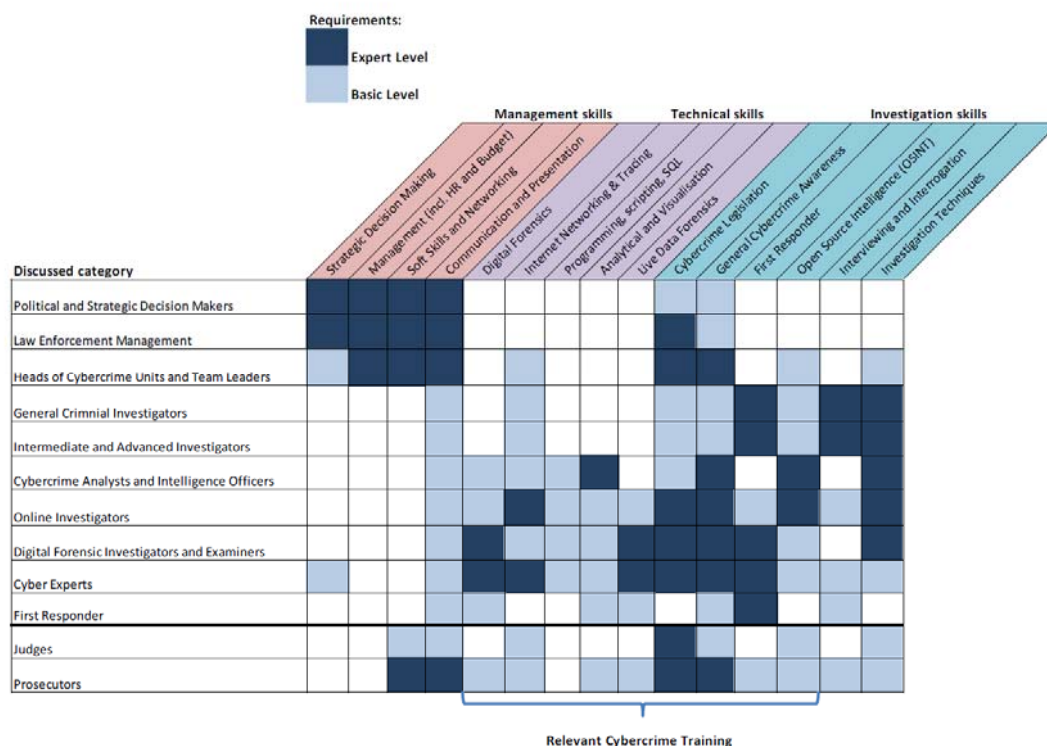 Requirements:
Expert Level
Basic Level
Management skills
Technical skills
Investigation skills
Strategic Decision Making
Management (incl. HR and Budget)
Soft Skills and Networking
Communication and Presentation
Digital Forensics
Internet Networking & Tracing
Programming, scripting, SQL
Analytical and Visualisation
Live Data Forensics
Cybercrime Legislation
General Cybercrime Awareness
First Responder
Open Source Intelligence (OSINT)
Interviewing and Interrogation
Investigation Techniques
Discussed category
Political and Strategic Decision Makers
Law Enforcement Management
Heads of Cybercrime Units and Team Leaders
General Crimnial Investigators
Intermediate and Advanced Investigators
Cybercrime Analysts and Intelligence Officers
Online Investigators
Digital Forensic Investigators and Examiners
Cyber Experts
First Responder
Judges
Prosecutors
Relevant Cybercrime Training